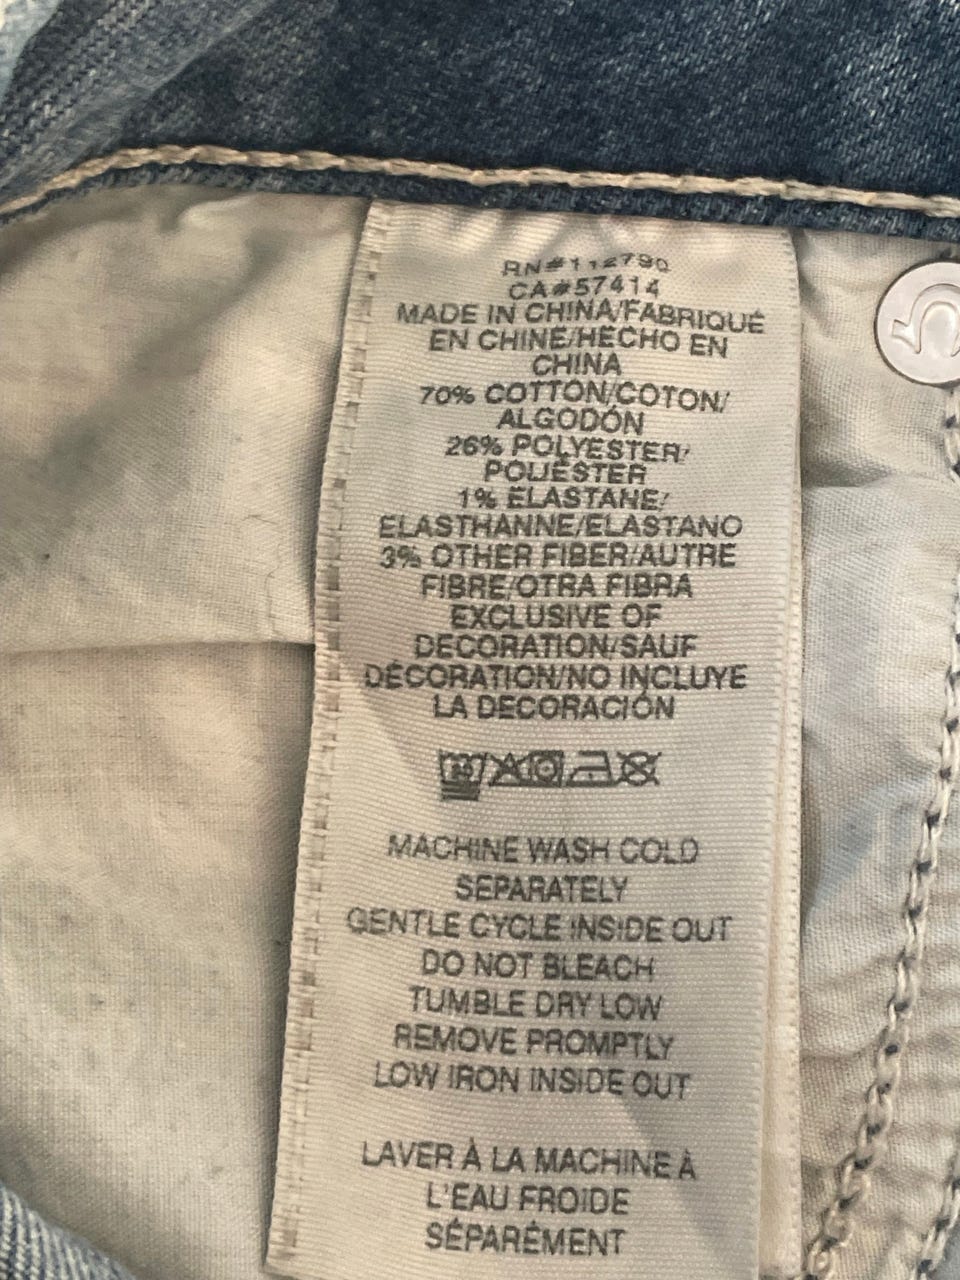 RN#112790
CA#57414
MADE IN CHINA/FABRIQUÉ
EN CHINE/HECHO EN
CHINA
70% COTTON/COTON/
ALGODÓN
26% POLYESTER/
POLIÉSTER
1% ELASTANE/
ELASTHANNE/ELASTANO
3% OTHER FIBER/AUTRE
FIBRE/OTRA FIBRA
EXCLUSIVE OF
DECORATION/SAUF
DÉCORATION/NO INCLUYE
LA DECORACIÓN
MACHINE WASH COLD
SEPARATELY
GENTLE CYCLE INSIDE OUT
DO NOT BLEACH
TUMBLE DRY LOW
REMOVE PROMPTLY
LOW IRON INSIDE OUT
LAVER À LA MACHINE À
L'EAU FROIDE
SÉPARÉMENT